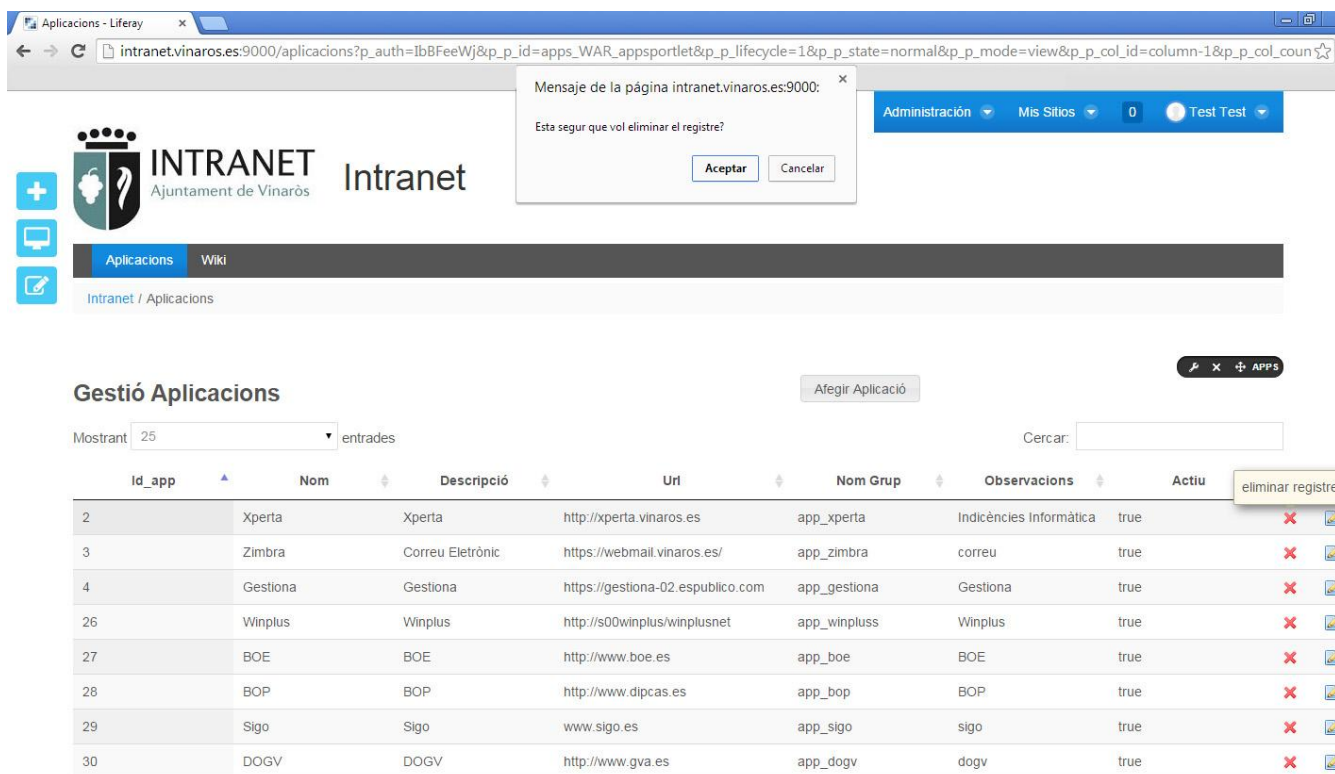 Aplicacions - Liferay
intranet.vinaros.es:9000/aplicacions?p_auth=IbBFeeWj&p_p_id=apps_WAR_appsportlet&p_p_lifecycle=1&p_p_state=normal&p_p_mode=view&p_p_col_id=column-1&p_p_col_coun
Mensaje de la página intranet.vinaros.es:9000:
Esta segur que vol eliminar el registre?
Aceptar Cancelar
Administración Mis Sitios 0 Test Test
INTRANET
Ajuntament de Vinaròs
Intranet
Aplicacions Wiki
Intranet / Aplicacions
APPS
Gestió Aplicacions
Afegir Aplicació
Mostrant 25 entrades Cercar:
Id_app Nom Descripció Url Nom Grup Observacions Actiu
eliminar registre
2 Xperta Xperta http://xperta.vinaros.es app_xperta Indicències Informàtica true
3 Zimbra Correu Eletrònic https://webmail.vinaros.es/ app_zimbra correu true
4 Gestiona Gestiona https://gestiona-02.espublico.com app_gestiona Gestiona true
26 Winplus Winplus http://s00winplus/winplusnet app_winpluss Winplus true
27 BOE BOE http://www.boe.es app_boe BOE true
28 BOP BOP http://www.dipcas.es app_bop BOP true
29 Sigo Sigo www.sigo.es app_sigo sigo true
30 DOGV DOGV http://www.gva.es app_dogv dogv true